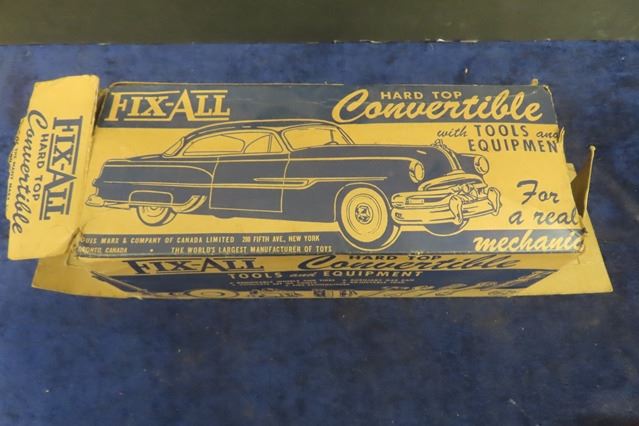 FIX-ALL
HARD TOP
Convertible
with TOOLS and
EQUIPMEN
For
a real
mechanic
OUIS MARX & COMPANY OF CANADA LIMITED 200 FIFTH AVE., NEW YORK
ORONTO CANADA • THE WORLD'S LARGEST MANUFACTURER OF TOYS
FIX-ALL
HARD TOP
Convertible
FIX-ALL
HARD TOP
Convertible
TOOLS and EQUIPMENT